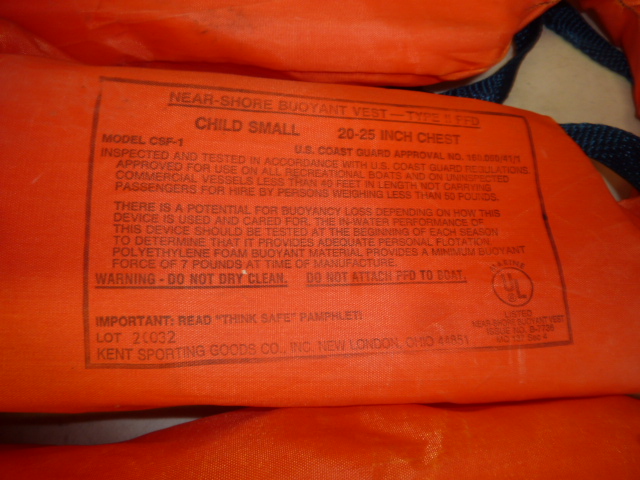 NEAR-SHORE BUOYANT VEST — TYPE II PFD
CHILD SMALL 20-25 INCH CHEST
MODEL CSF-1 U.S. COAST GUARD APPROVAL NO.
INSPECTED AND TESTED IN ACCORDANCE WITH U.S. COAST GUARD REGULATIONS
APPROVED FOR USE ON ALL RECREATIONAL BOATS AND ON UNINSPECTED
COMMERCIAL VESSELS LESS THAN 40 FEET IN LENGTH NOT CARRYING
PASSENGERS FOR HIRE BY PERSONS WEIGHING LESS THAN 50 POUNDS.
THERE IS A POTENTIAL FOR BUOYANCY LOSS DEPENDING ON HOW THIS
DEVICE IS USED AND CARED FOR. THE IN-WATER PERFORMANCE OF
THIS DEVICE SHOULD BE TESTED AT THE BEGINNING OF EACH SEASON
TO DETERMINE THAT IT PROVIDES ADEQUATE PERSONAL FLOTATION
POLYETHYLENE FOAM BUOYANT MATERIAL PROVIDES A MINIMUM BUOYANT
FORCE OF 7 POUNDS AT TIME OF MANUFACTURE.
WARNING - DO NOT DRY CLEAN. DO NOT ATTACH PFD TO BOAT.
MARINE
UL
LISTED
NEAR-SHORE BUOYANT VEST
ISSUE NO.
IMPORTANT: READ "THINK SAFE" PAMPHLET!
LOT
KENT SPORTING GOODS CO., INC. NEW LONDON, OHIO 44851